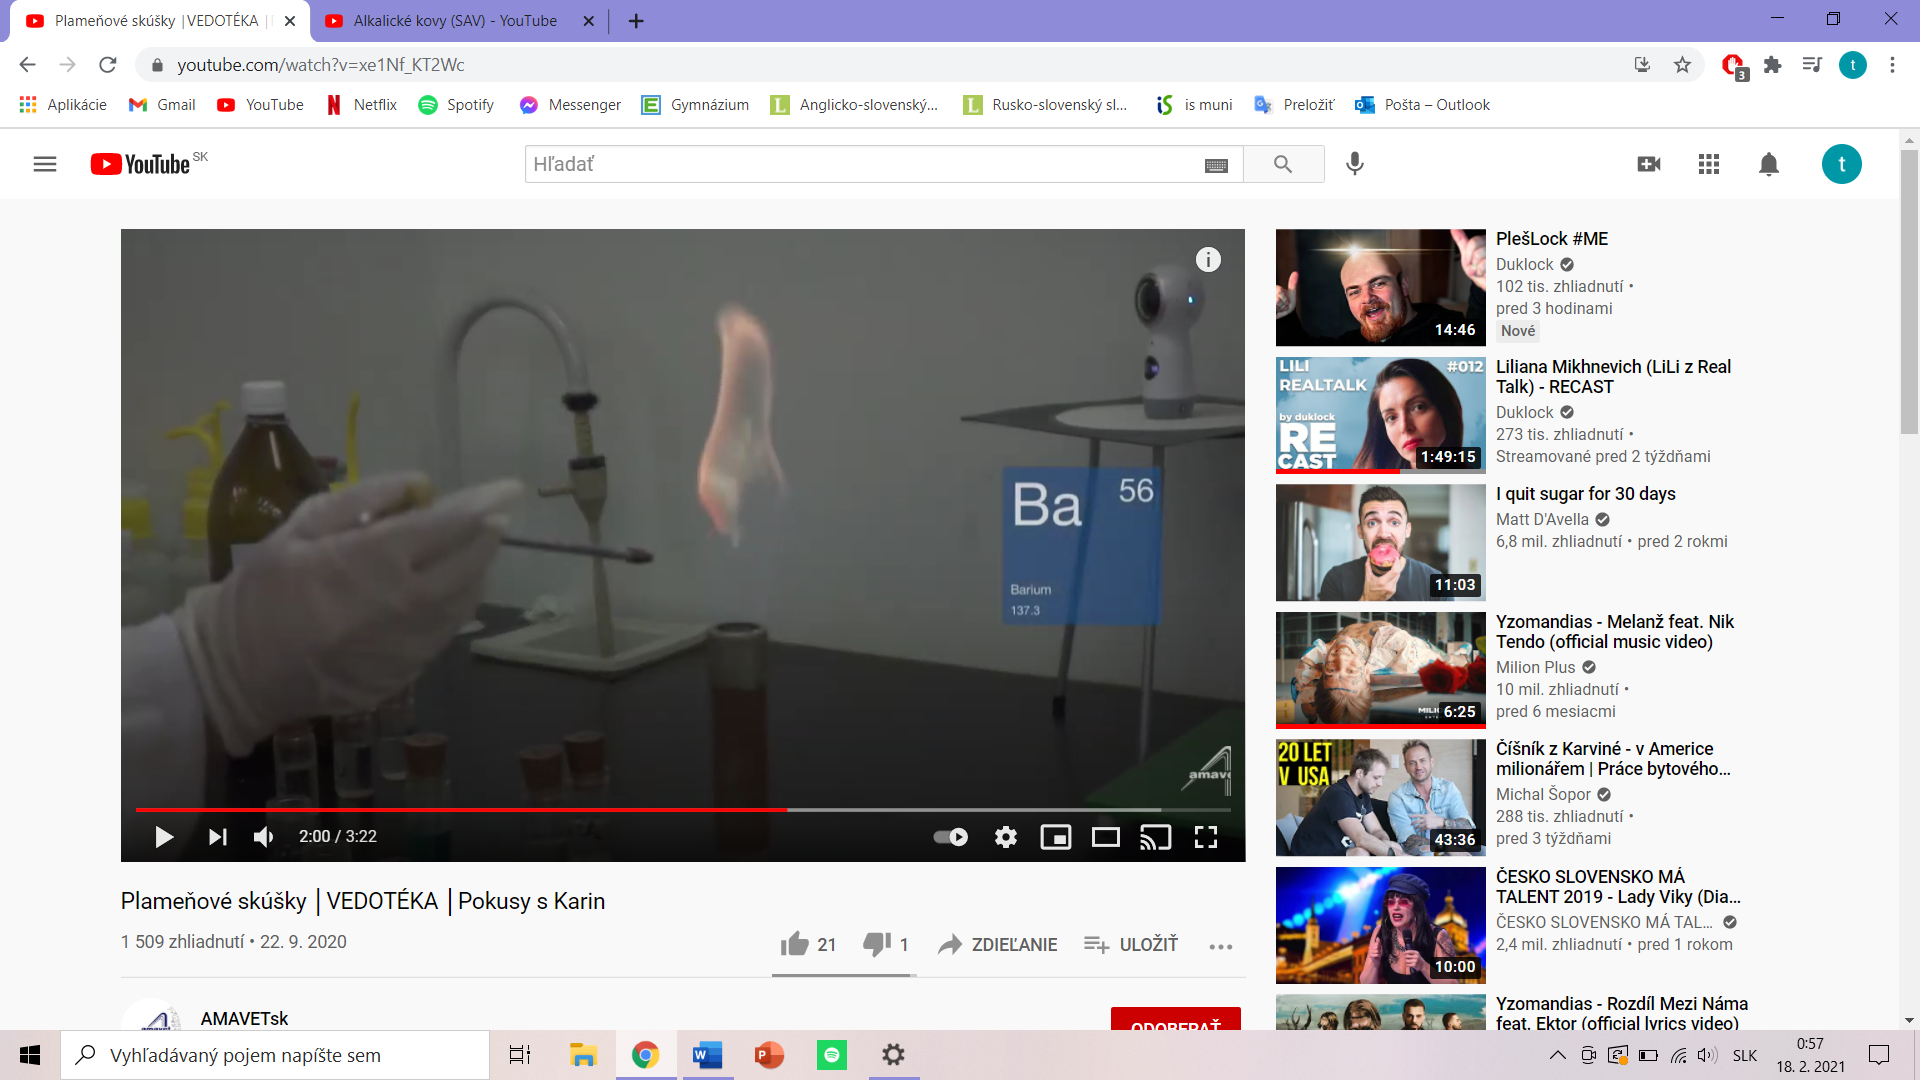 Plameňové skúšky │VEDOTÉKA │
Alkalické kovy (SAV) - YouTube
youtube.com/watch?v=xe1Nf_KT2Wc
3
t
Aplikácie
Gmail
YouTube
Netflix
Spotify
Messenger
Gymnázium
Anglicko-slovenský...
Rusko-slovenský sl...
is muni
Preložiť
Pošta – Outlook
YouTube SK
Hľadať
t
Ba 56
Barium
137.3
amave
2:00 / 3:22
Plameňové skúšky │VEDOTÉKA │Pokusy s Karin
1 509 zhliadnutí • 22. 9. 2020
21
1
ZDIEĽANIE
ULOŽIŤ
AMAVETsk
ODOBERAŤ
14:46
PlešLock #ME
Duklock
102 tis. zhliadnutí •
pred 3 hodinami
Nové
LILI
REALTALK
#012
by duklock
RE
CAST
1:49:15
Liliana Mikhnevich (LiLi z Real
Talk) - RECAST
Duklock
273 tis. zhliadnutí •
Streamované pred 2 týždňami
11:03
I quit sugar for 30 days
Matt D'Avella
6,8 mil. zhliadnutí • pred 2 rokmi
6:25
Yzomandias - Melanž feat. Nik
Tendo (official music video)
Milion Plus
10 mil. zhliadnutí •
pred 6 mesiacmi
20 LET
V USA
43:36
Číšník z Karviné - v Americe
milionářem | Práce bytového...
Michal Šopor
288 tis. zhliadnutí •
pred 3 týždňami
10:00
ČESKO SLOVENSKO MÁ
TALENT 2019 - Lady Viky (Dia...
ČESKO SLOVENSKO MÁ TAL...
2,4 mil. zhliadnutí • pred 1 rokom
Yzomandias - Rozdíl Mezi Náma
feat. Ektor (official lyrics video)
Vyhľadávaný pojem napíšte sem
SLK
0:57
18. 2. 2021